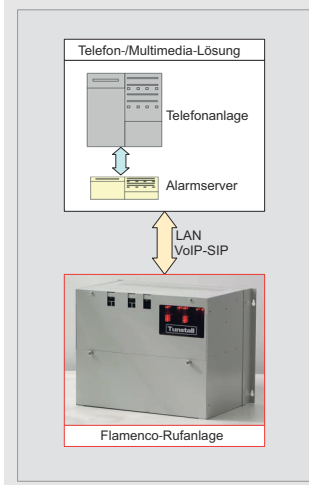 Telefon-/Multimedia-Lösung
Telefonanlage
Alarmserver
LAN
VoIP-SIP
Tunstall
Flamenco-Rufanlage